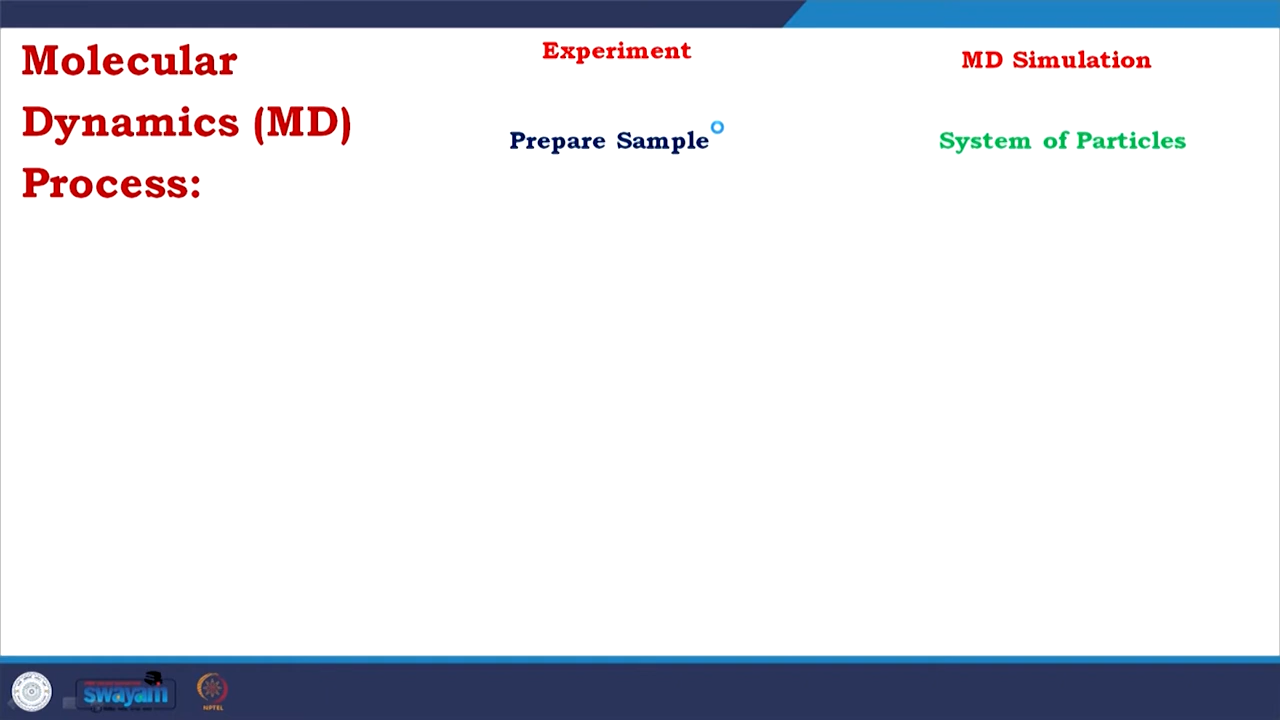 Molecular
Dynamics (MD)
Process:
Experiment
MD Simulation
Prepare Sample
System of Particles
swayam
NPTEL